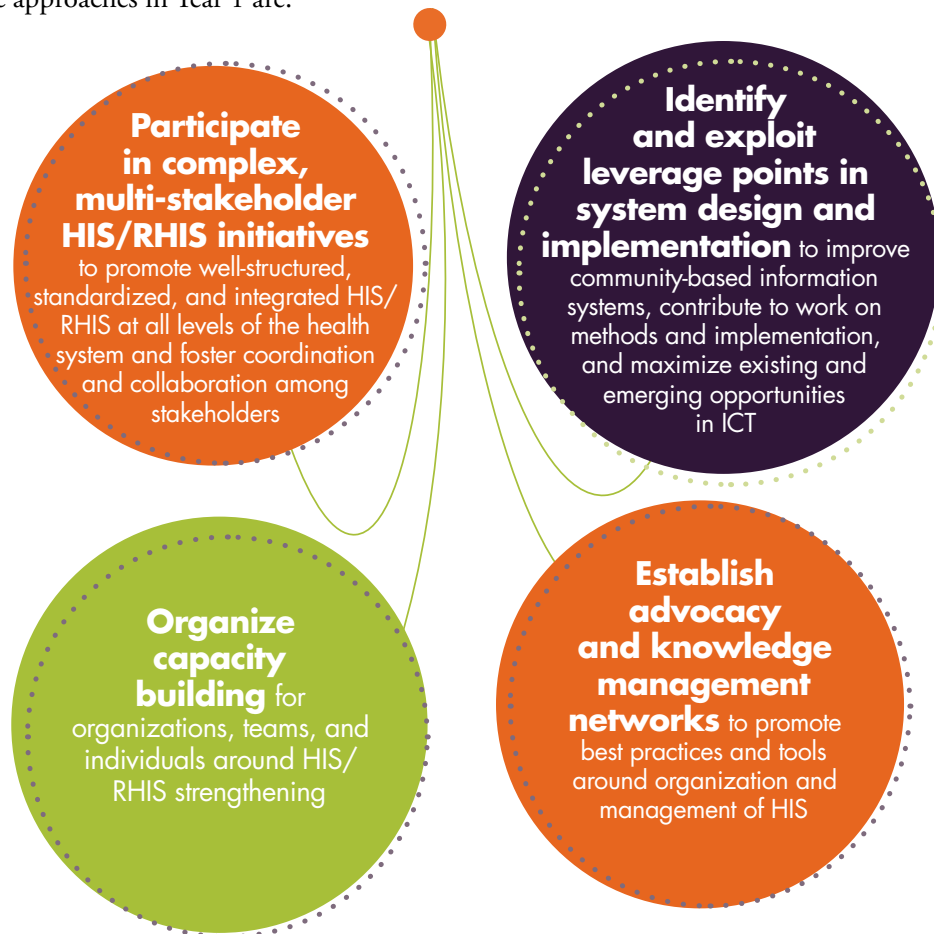 approaches in Year 1 are:
Participate
in complex,
multi-stakeholder
HIS/RHIS initiatives
to promote well-structured,
standardized, and integrated HIS/
RHIS at all levels of the health
system and foster coordination
and collaboration among
stakeholders
Identify
and exploit
leverage points in
system design and
implementation to improve
community-based information
systems, contribute to work on
methods and implementation,
and maximize existing and
emerging opportunities
in ICT
Organize
capacity
building for
organizations, teams, and
individuals around HIS/
RHIS strengthening
Establish
advocacy
and knowledge
management
networks to promote
best practices and tools
around organization and
management of HIS